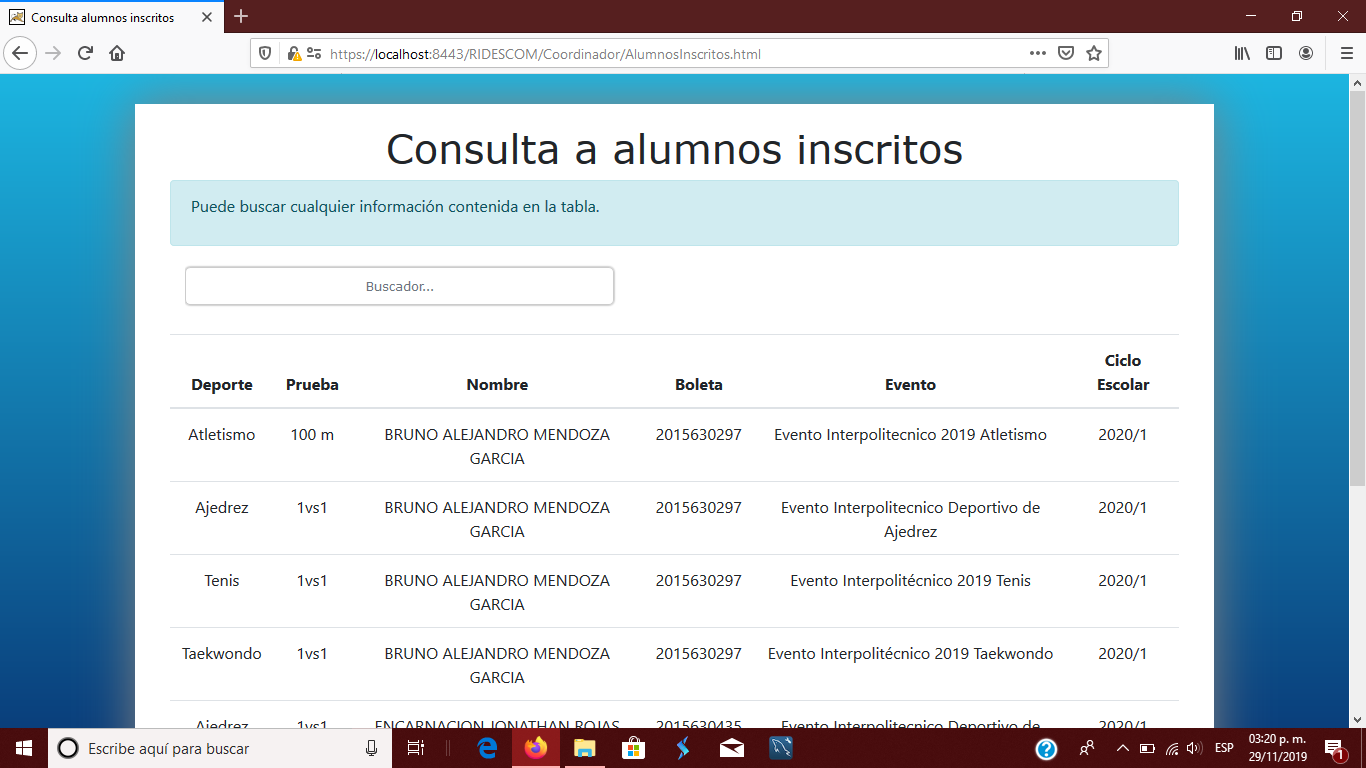 Consulta alumnos inscritos
https://localhost:8443/RIDESCOM/Coordinador/AlumnosInscritos.html
Consulta a alumnos inscritos
Puede buscar cualquier información contenida en la tabla.
Buscador...
Deporte Prueba Nombre Boleta Evento Ciclo Escolar
Atletismo 100 m BRUNO ALEJANDRO MENDOZA 2015630297 Evento Interpolitecnico 2019 Atletismo 2020/1
GARCIA
Ajedrez 1vs1 BRUNO ALEJANDRO MENDOZA 2015630297 Evento Interpolitecnico Deportivo de 2020/1
GARCIA Ajedrez
Tenis 1vs1 BRUNO ALEJANDRO MENDOZA 2015630297 Evento Interpolitécnico 2019 Tenis 2020/1
GARCIA
Taekwondo 1vs1 BRUNO ALEJANDRO MENDOZA 2015630297 Evento Interpolitécnico 2019 Taekwondo 2020/1
GARCIA
Ajedrez 1vs1 ENCARNACION JONATHAN ROJAS 2015630435 Evento Interpolitecnico Deportivo de 2020/1
Escribe aquí para buscar
ESP
03:20 p. m.
29/11/2019
1